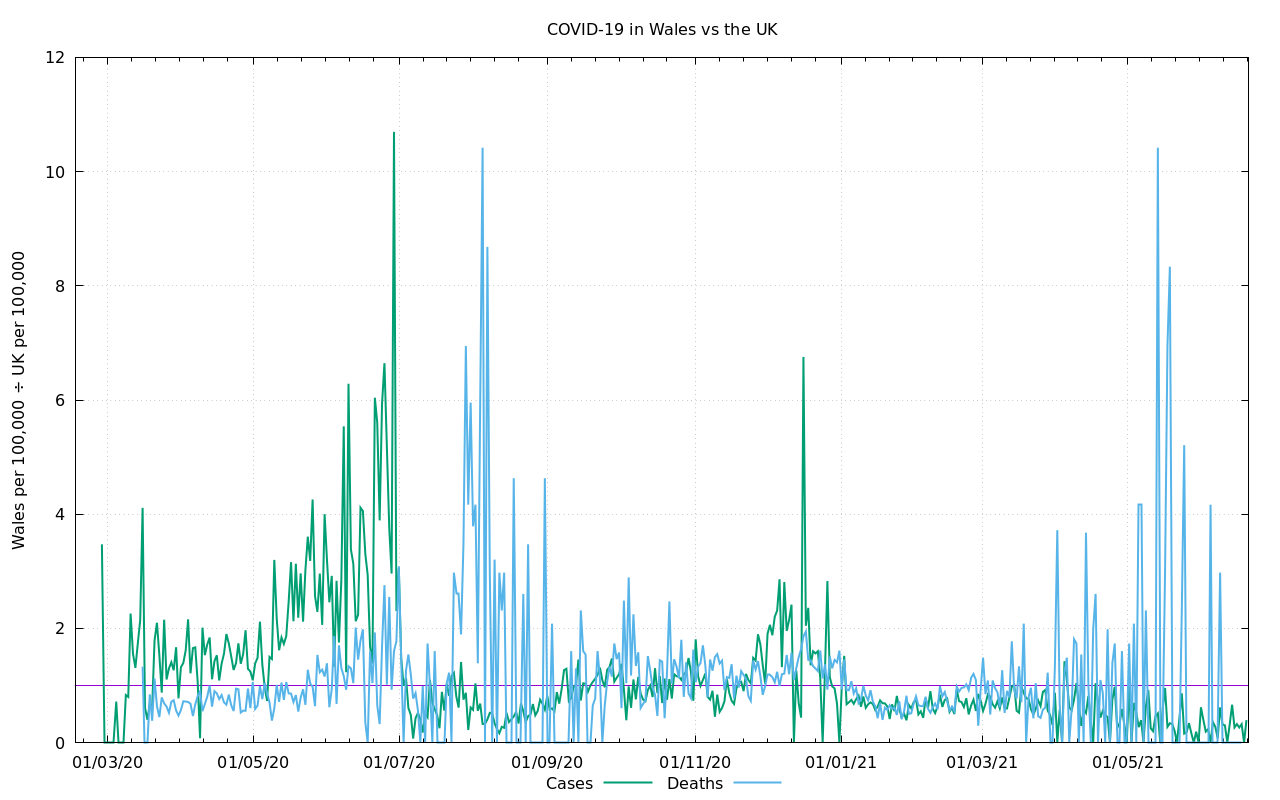 COVID-19 in Wales vs the UK
12
10
8
6
4
2
0
Wales per 100,000 ÷ UK per 100,000
01/03/20 01/05/20 01/07/20 01/09/20 01/11/20 01/01/21 01/03/21 01/05/21
Cases Deaths